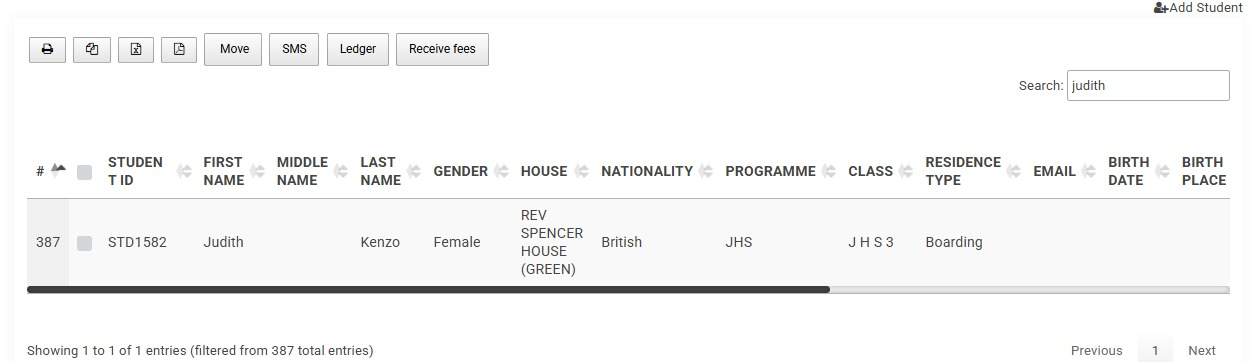 Add Student
Move SMS Ledger Receive fees
Search: judith
# STUDEN T ID FIRST NAME MIDDLE NAME LAST NAME GENDER HOUSE NATIONALITY PROGRAMME CLASS RESIDENCE TYPE EMAIL BIRTH DATE BIRTH PLACE
387 STD1582 Judith Kenzo Female REV SPENCER HOUSE (GREEN) British JHS J H S 3 Boarding
Showing 1 to 1 of 1 entries (filtered from 387 total entries) Previous 1 Next